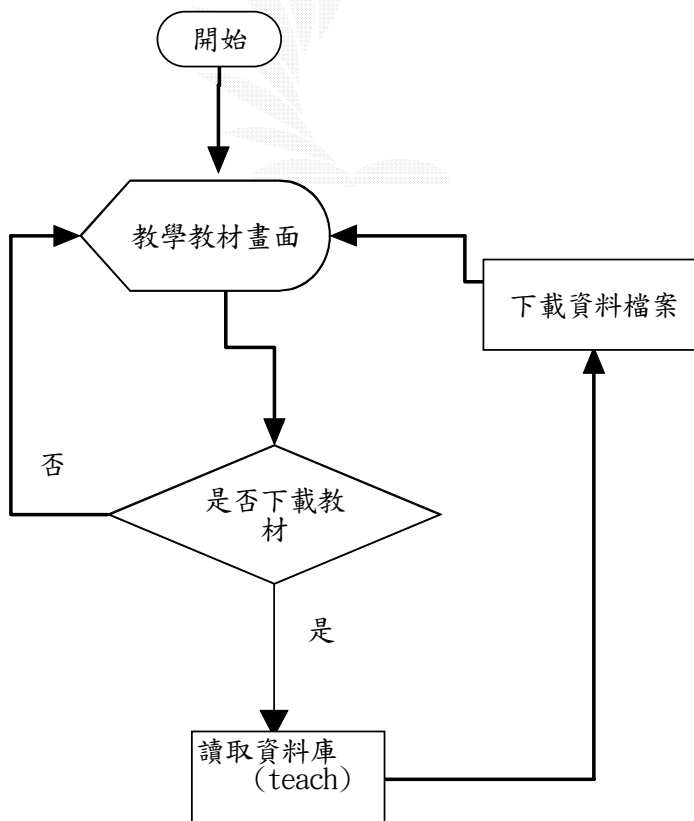 開始
教學教材畫面
下載資料檔案
否
是否下載教
材
是
讀取資料庫
（teach）